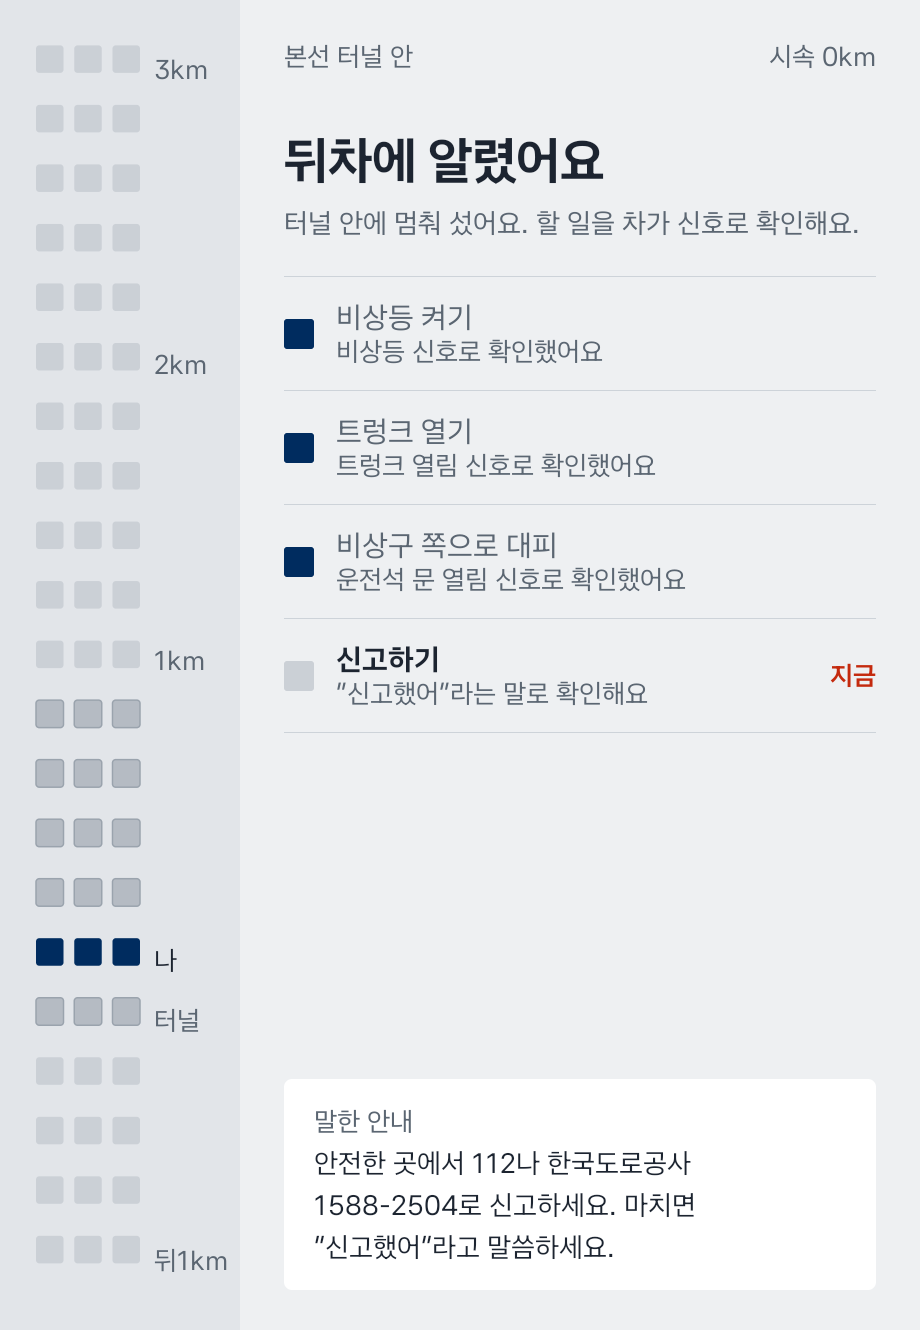 3km
2km
1km
나
터널
뒤1km
본선 터널 안
시속 0km
뒤차에 알렸어요
터널 안에 멈춰 섰어요. 할 일을 차가 신호로 확인해요.
비상등 켜기
비상등 신호로 확인했어요
트렁크 열기
트렁크 열림 신호로 확인했어요
비상구 쪽으로 대피
운전석 문 열림 신호로 확인했어요
신고하기
"신고했어"라는 말로 확인해요
지금
말한 안내
안전한 곳에서 112나 한국도로공사
1588-2504로 신고하세요. 마치면
"신고했어"라고 말씀하세요.